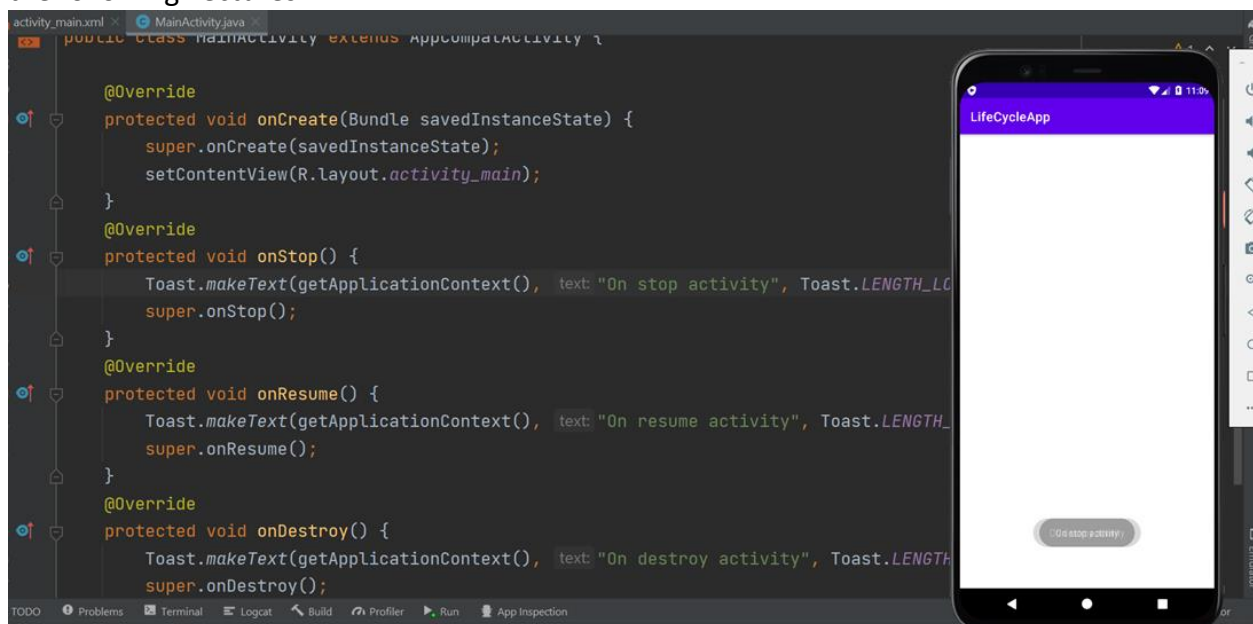 activity_main.xml
MainActivity.java
public class MainActivity extends AppCompatActivity {
@Override
protected void onCreate(Bundle savedInstanceState) {
super.onCreate(savedInstanceState);
setContentView(R.layout.activity_main);
}
@Override
protected void onStop() {
Toast.makeText(getApplicationContext(), text: "On stop activity", Toast.LENGTH_LO
super.onStop();
}
@Override
protected void onResume() {
Toast.makeText(getApplicationContext(), text: "On resume activity", Toast.LENGTH_
super.onResume();
}
@Override
protected void onDestroy() {
Toast.makeText(getApplicationContext(), text: "On destroy activity", Toast.LENGTH
super.onDestroy();
TODO Problems Terminal Logcat Build Profiler Run App Inspection
11:09
LifeCycleApp
On stop activity